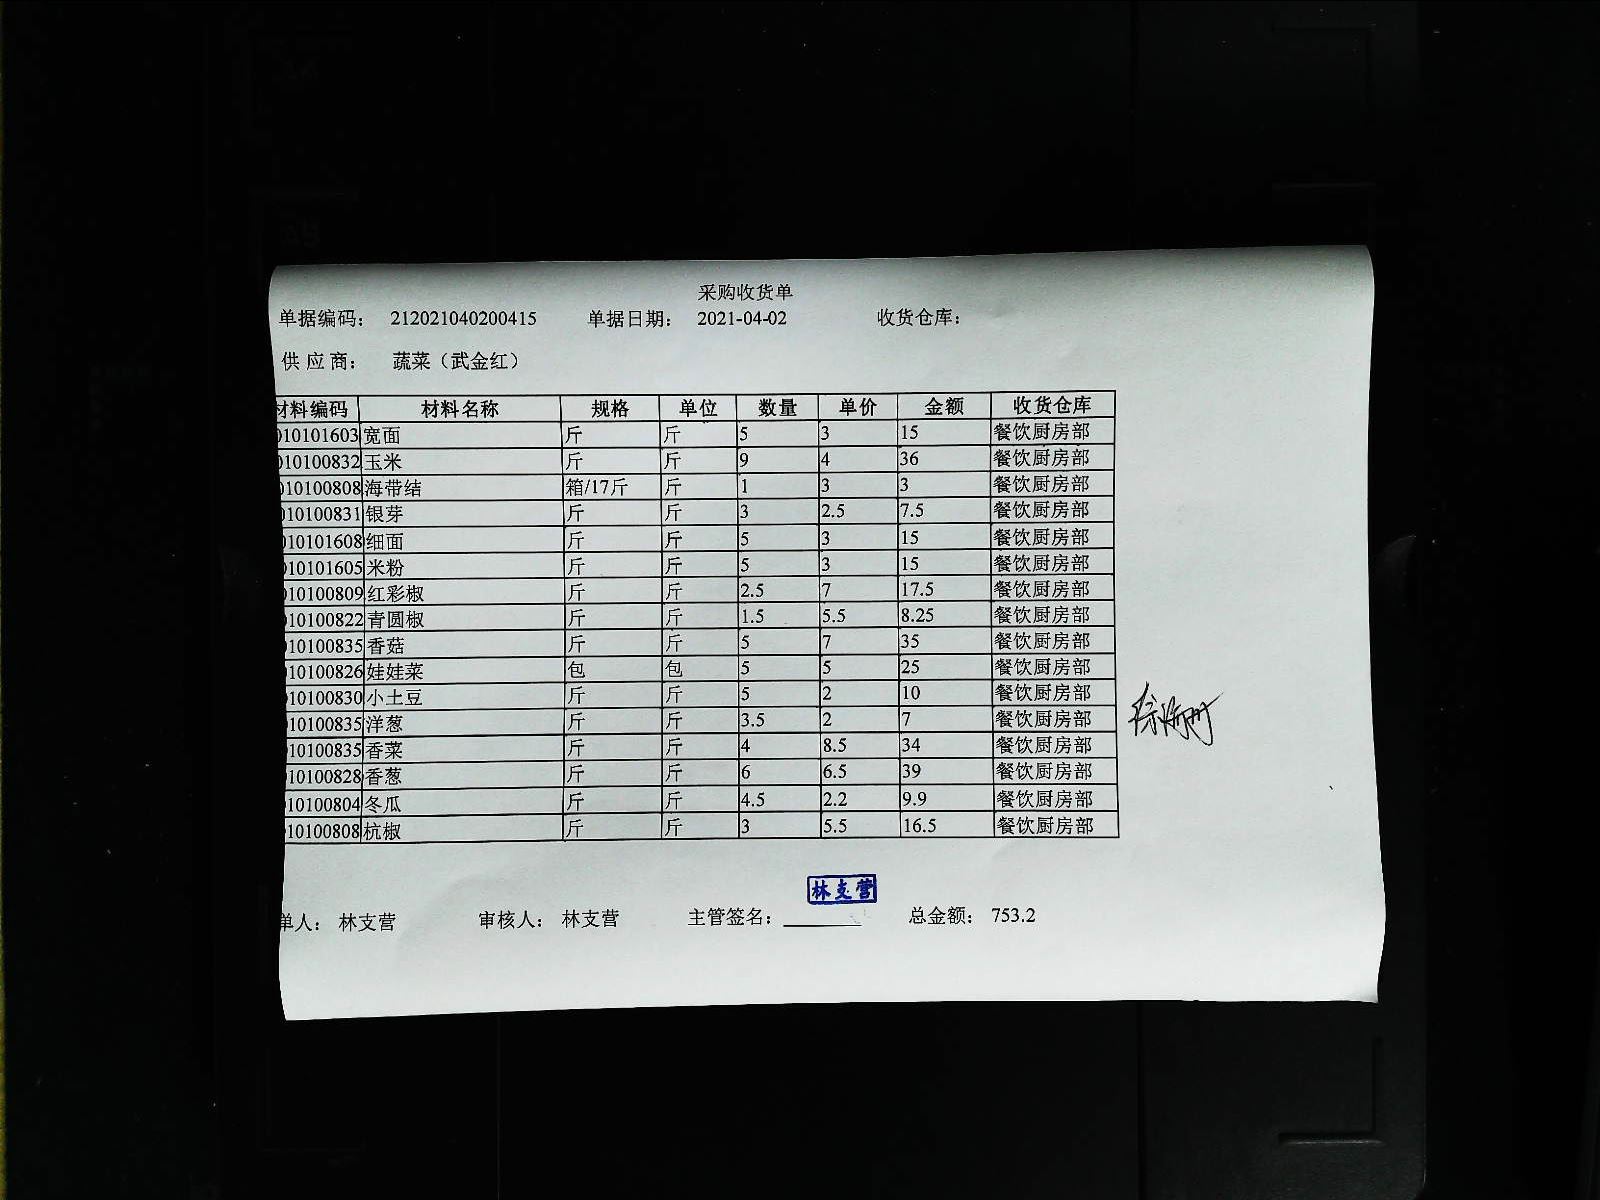 采购收货单
单据编码： 212021040200415 单据日期： 2021-04-02 收货仓库：
供 应 商： 蔬菜（武金红）
材料编码 材料名称 规格 单位 数量 单价 金额 收货仓库
010101603 宽面 斤 斤 5 3 15 餐饮厨房部
010100832 玉米 斤 斤 9 4 36 餐饮厨房部
010100808 海带结 箱/17斤 斤 1 3 3 餐饮厨房部
010100831 银芽 斤 斤 3 2.5 7.5 餐饮厨房部
010101608 细面 斤 斤 5 3 15 餐饮厨房部
010101605 米粉 斤 斤 5 3 15 餐饮厨房部
010100809 红彩椒 斤 斤 2.5 7 17.5 餐饮厨房部
010100822 青圆椒 斤 斤 1.5 5.5 8.25 餐饮厨房部
010100835 香菇 斤 斤 5 7 35 餐饮厨房部
010100826 娃娃菜 包 包 5 5 25 餐饮厨房部
010100830 小土豆 斤 斤 5 2 10 餐饮厨房部
010100835 洋葱 斤 斤 3.5 2 7 餐饮厨房部
010100835 香菜 斤 斤 4 8.5 34 餐饮厨房部
010100828 香葱 斤 斤 6 6.5 39 餐饮厨房部
10100804 冬瓜 斤 斤 4.5 2.2 9.9 餐饮厨房部
10100808 杭椒 斤 斤 3 5.5 16.5 餐饮厨房部
林支营
单人： 林支营 审核人： 林支营 主管签名： 总金额： 753.2